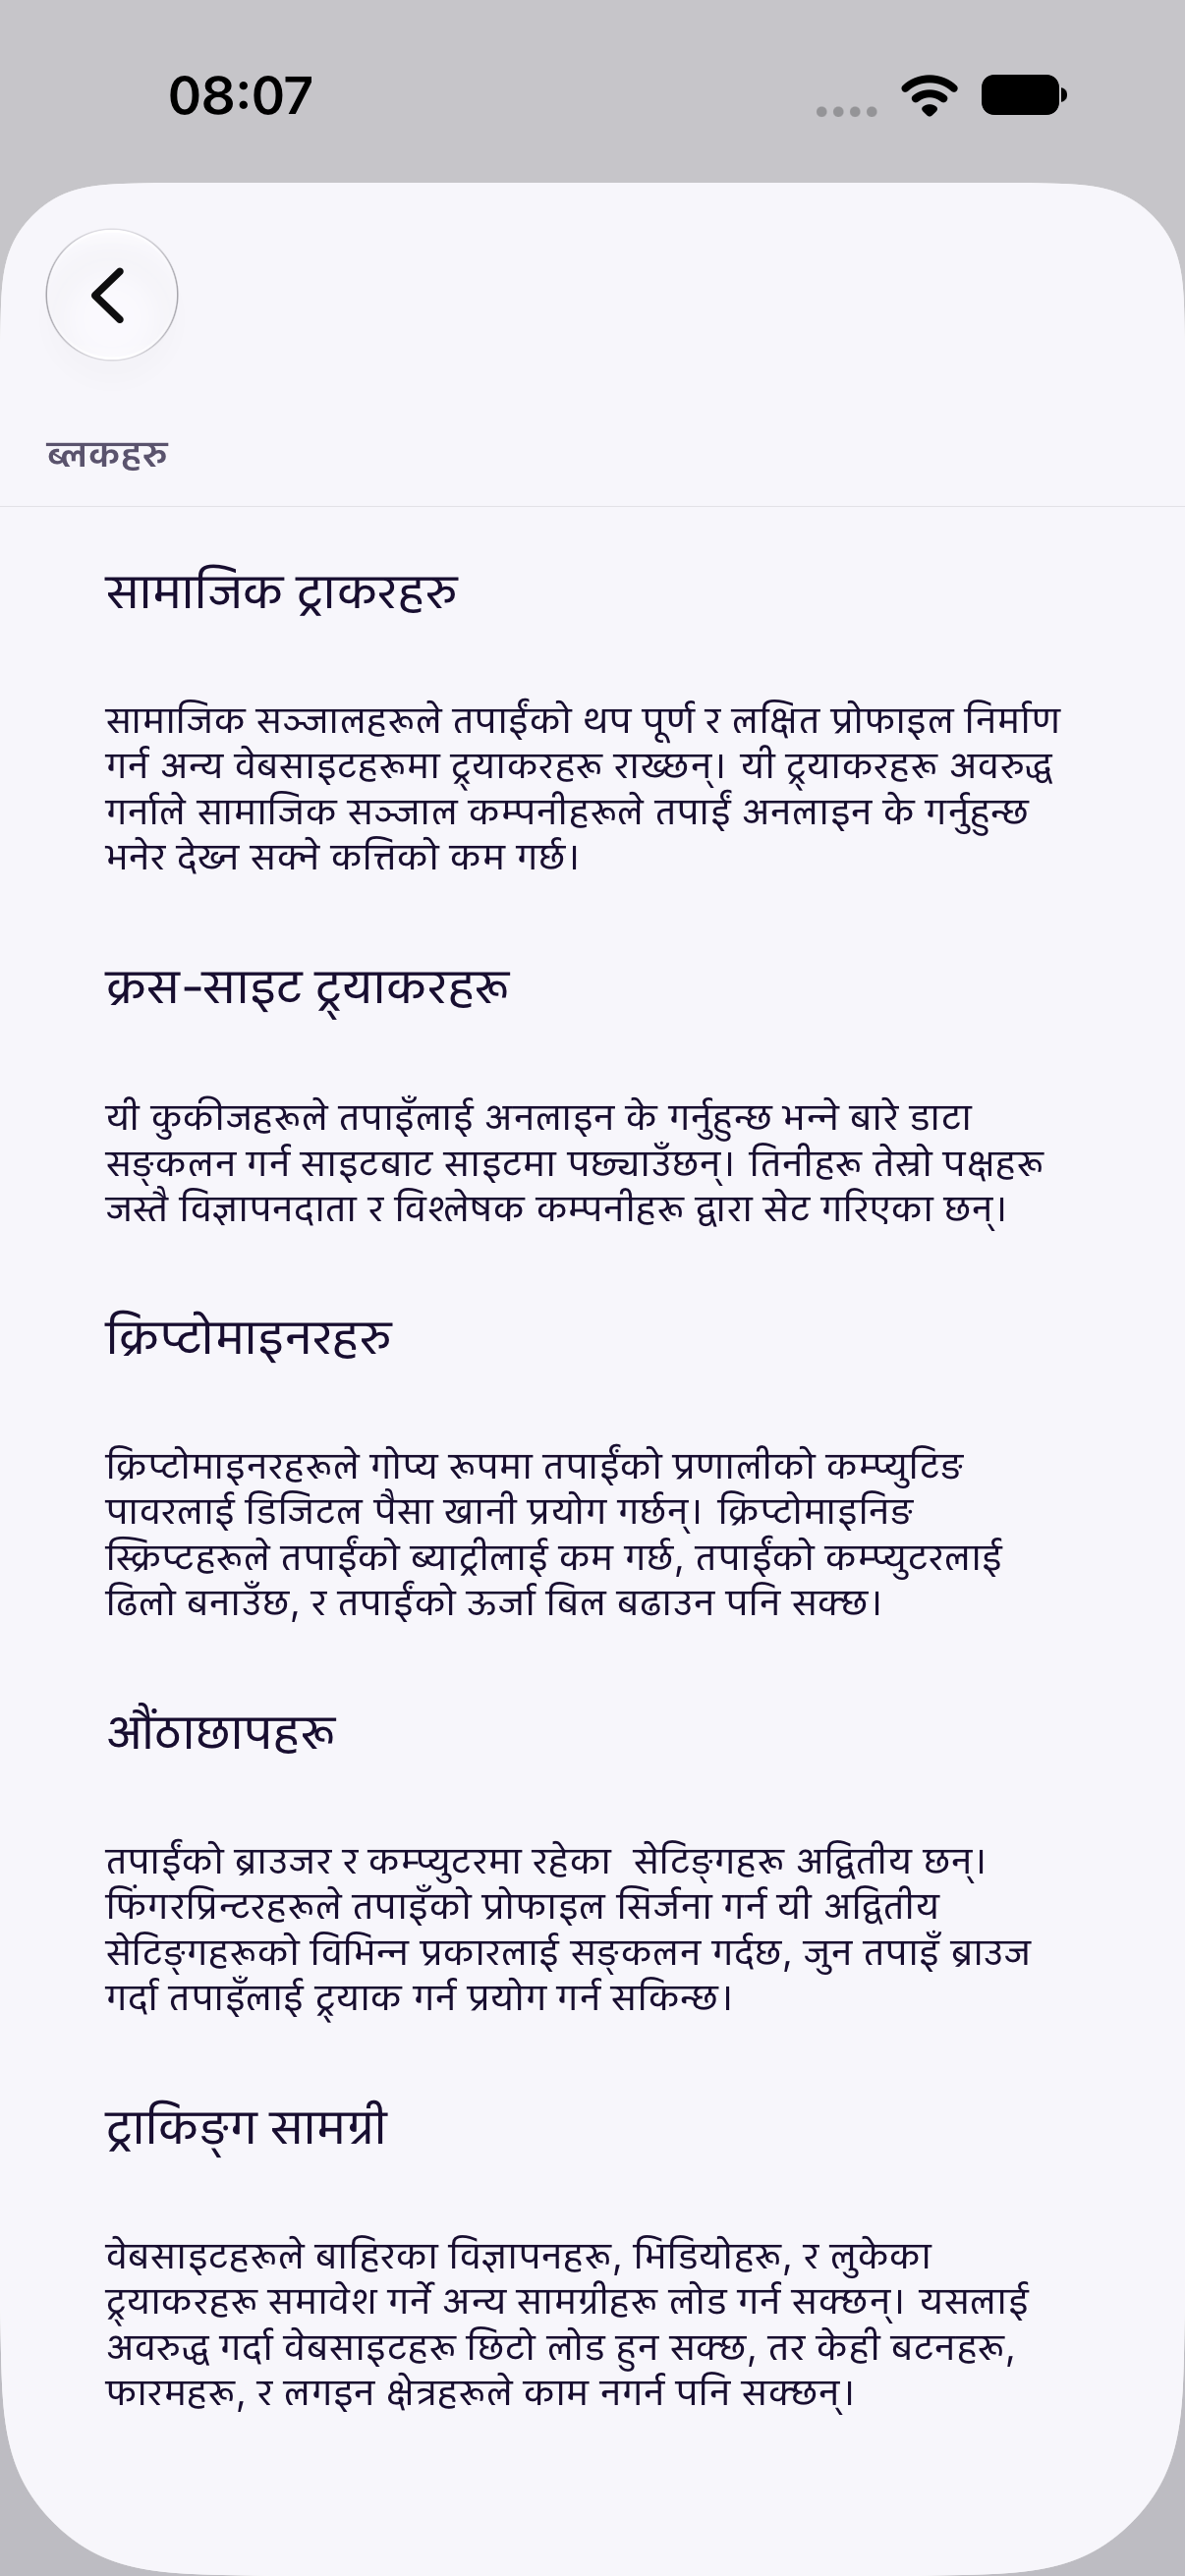 08:07
ब्लकहरु
सामाजिक ट्राकरहरु
सामाजिक सञ्जालहरूले तपाईंको थप पूर्ण र लक्षित प्रोफाइल निर्माण
गर्न अन्य वेबसाइटहरूमा ट्र्याकरहरू राख्छन्। यी ट्र्याकरहरू अवरुद्ध
गर्नाले सामाजिक सञ्जाल कम्पनीहरूले तपाईं अनलाइन के गर्नुहुन्छ
भनेर देख्न सक्ने कत्तिको कम गर्छ।
क्रस-साइट ट्र्याकरहरू
यी कुकीजहरूले तपाइँलाई अनलाइन के गर्नुहुन्छ भन्ने बारे डाटा
सङ्कलन गर्न साइटबाट साइटमा पछ्याउँछन्। तिनीहरू तेस्रो पक्षहरू
जस्तै विज्ञापनदाता र विश्लेषक कम्पनीहरू द्वारा सेट गरिएका छन्।
क्रिप्टोमाइनरहरु
क्रिप्टोमाइनरहरूले गोप्य रूपमा तपाईंको प्रणालीको कम्प्युटिङ
पावरलाई डिजिटल पैसा खानी प्रयोग गर्छन्। क्रिप्टोमाइनिङ
स्क्रिप्टहरूले तपाईंको ब्याट्रीलाई कम गर्छ, तपाईंको कम्प्युटरलाई
ढिलो बनाउँछ, र तपाईंको ऊर्जा बिल बढाउन पनि सक्छ।
औंठाछापहरू
तपाईंको ब्राउजर र कम्प्युटरमा रहेका  सेटिङ्गहरू अद्वितीय छन्।
फिंगरप्रिन्टरहरूले तपाइँको प्रोफाइल सिर्जना गर्न यी अद्वितीय
सेटिङ्गहरूको विभिन्न प्रकारलाई सङ्कलन गर्दछ, जुन तपाइँ ब्राउज
गर्दा तपाइँलाई ट्र्याक गर्न प्रयोग गर्न सकिन्छ।
ट्राकिङ्ग सामग्री
वेबसाइटहरूले बाहिरका विज्ञापनहरू, भिडियोहरू, र लुकेका
ट्र्याकरहरू समावेश गर्ने अन्य सामग्रीहरू लोड गर्न सक्छन्। यसलाई
अवरुद्ध गर्दा वेबसाइटहरू छिटो लोड हुन सक्छ, तर केही बटनहरू,
फारमहरू, र लगइन क्षेत्रहरूले काम नगर्न पनि सक्छन्।